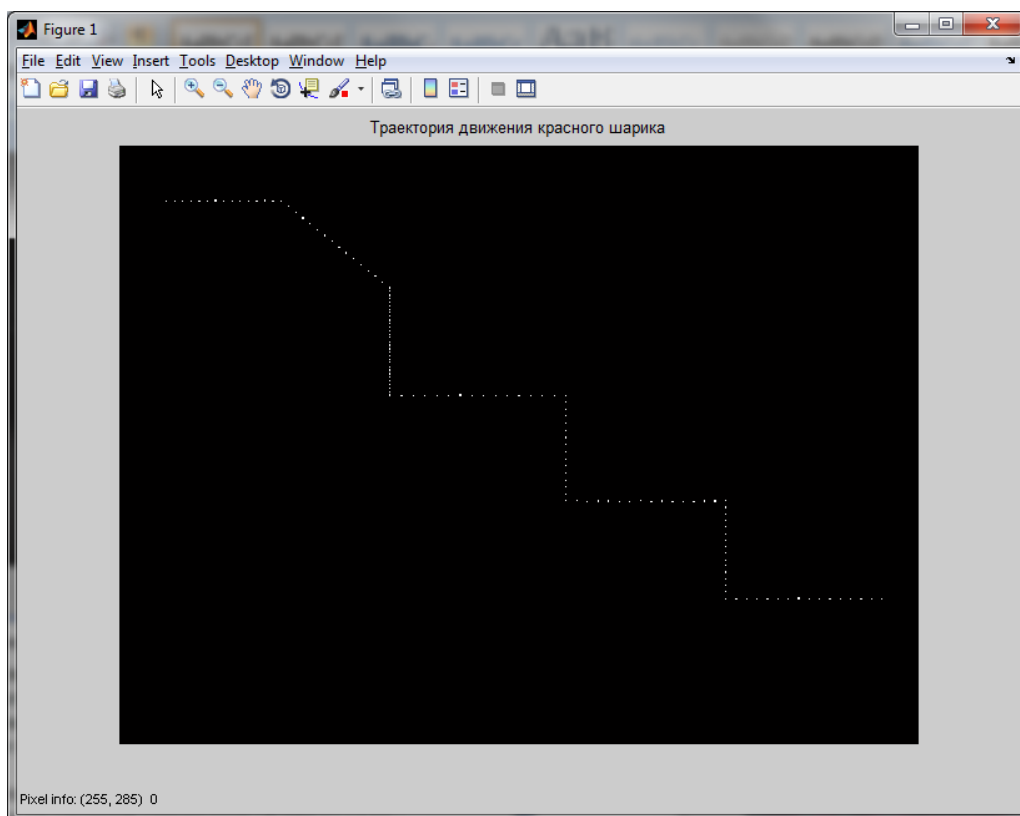 Figure 1
File Edit View Insert Tools Desktop Window Help
Траектория движения красного шарика
Pixel info: (255, 285) 0